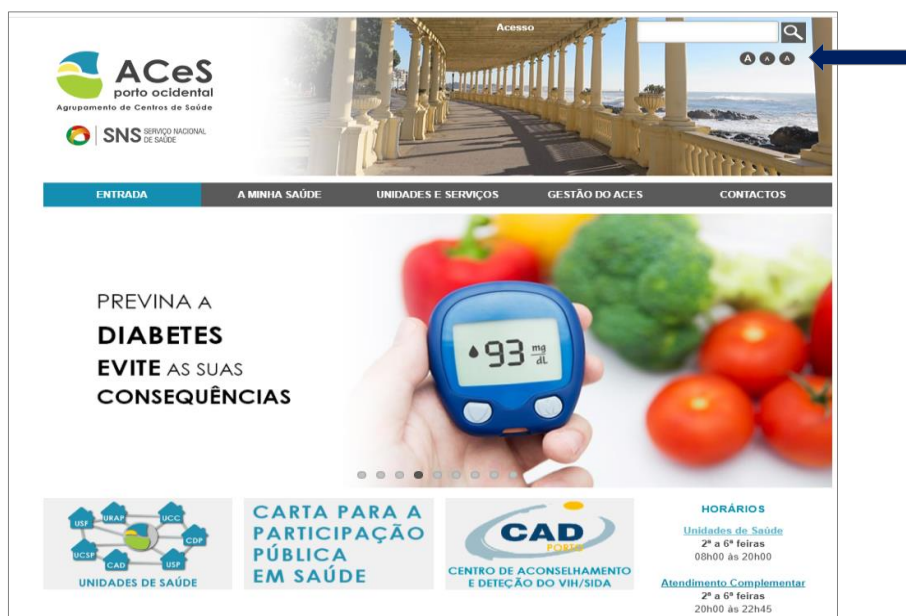 Acesso
A A A
ACeS
porto ocidental
Agrupamento de Centros de Saúde
SNS SERVIÇO NACIONAL
DE SAÚDE
ENTRADA A MINHA SAÚDE UNIDADES E SERVIÇOS GESTÃO DO ACES CONTACTOS
PREVINA A
DIABETES
EVITE AS SUAS
CONSEQUÊNCIAS
93 mg
dL
USF URAP UCC
CDP
UCSP
CAD USP
UNIDADES DE SAÚDE
CARTA PARA A
PARTICIPAÇÃO
PÚBLICA
EM SAÚDE
CAD
PORTO
CENTRO DE ACONSELHAMENTO
E DETEÇÃO DO VIH/SIDA
HORÁRIOS
Unidades de Saúde
2ª a 6ª feiras
08h00 às 20h00
Atendimento Complementar
2ª a 6ª feiras
20h00 às 22h45